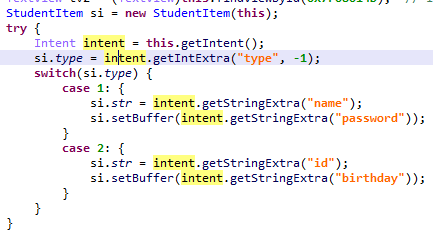 StudentItem si = new StudentItem(this);
try {
Intent intent = this.getIntent();
si.type = intent.getIntExtra("type", -1);
switch(si.type) {
case 1: {
si.str = intent.getStringExtra("name");
si.setBuffer(intent.getStringExtra("password"));
}
case 2: {
si.str = intent.getStringExtra("id");
si.setBuffer(intent.getStringExtra("birthday"));
}
}
}